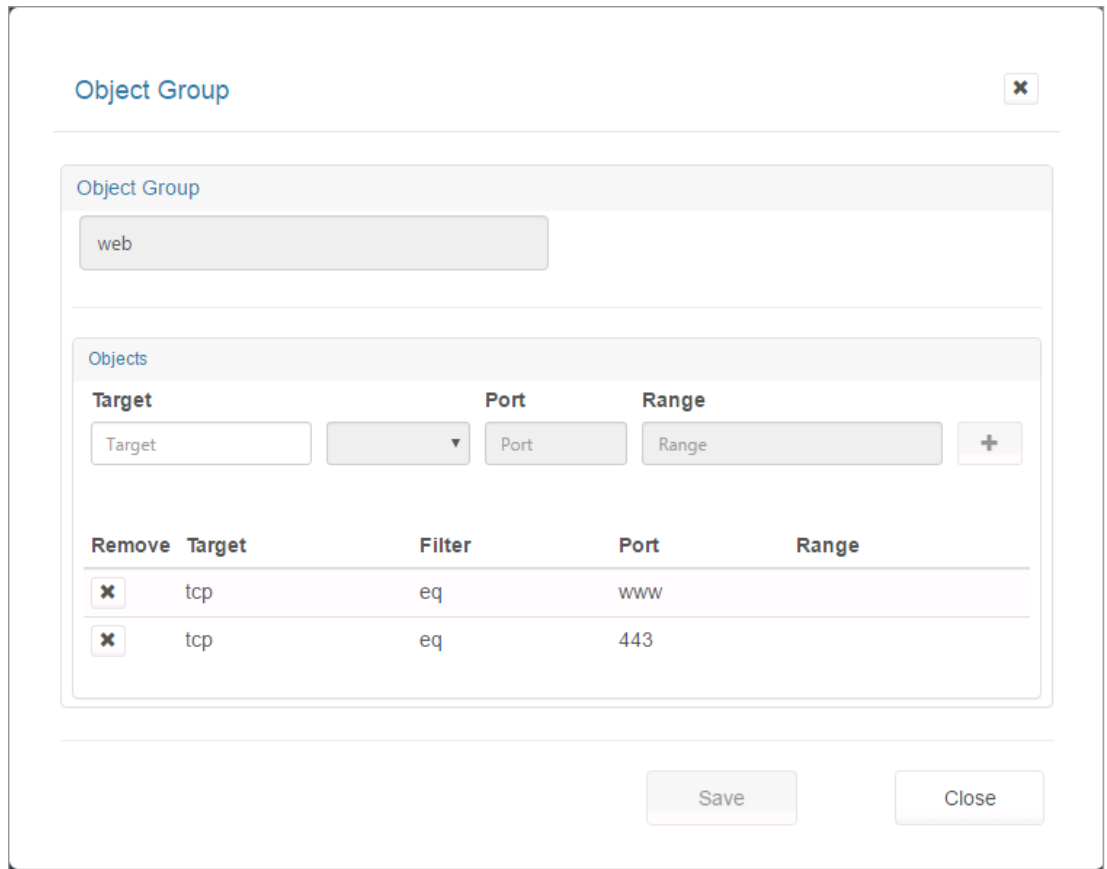 Object Group
Object Group
web
Objects
Target Port Range
Target Port Range
Remove Target Filter Port Range
tcp eq www
tcp eq 443
Save Close